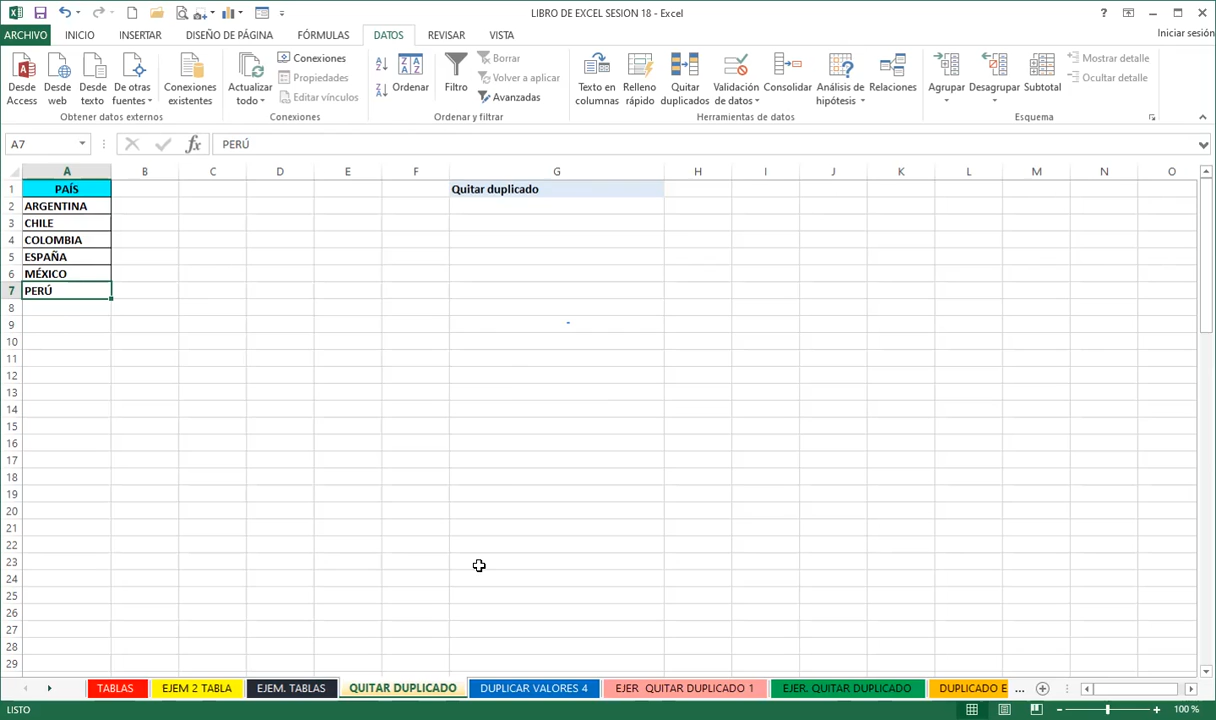 LIBRO DE EXCEL SESION 18 - Excel
?
Iniciar sesión
ARCHIVO INICIO INSERTAR DISEÑO DE PÁGINA FÓRMULAS DATOS REVISAR VISTA
Desde Access
Desde web
Desde texto
De otras fuentes
Conexiones existentes
Obtener datos externos
Actualizar todo
Conexiones
Propiedades
Editar vínculos
Conexiones
Ordenar
Filtro
Borrar
Volver a aplicar
Avanzadas
Ordenar y filtrar
Texto en columnas
Relleno rápido
Quitar duplicados
Validación de datos
Consolidar
Análisis de hipótesis
Relaciones
Herramientas de datos
Agrupar
Desagrupar
Subtotal
Mostrar detalle
Ocultar detalle
Esquema
A7 fx PERÚ
A B C D E F G H I J K L M N O
1 PAÍS Quitar duplicado
2 ARGENTINA
3 CHILE
4 COLOMBIA
5 ESPAÑA
6 MÉXICO
7 PERÚ
8
9
10
11
12
13
14
15
16
17
18
19
20
21
22
23
24
25
26
27
28
29
TABLAS EJEM 2 TABLA EJEM. TABLAS QUITAR DUPLICADO DUPLICAR VALORES 4 EJER QUITAR DUPLICADO 1 EJER. QUITAR DUPLICADO DUPLICADO E ...
LISTO 100 %